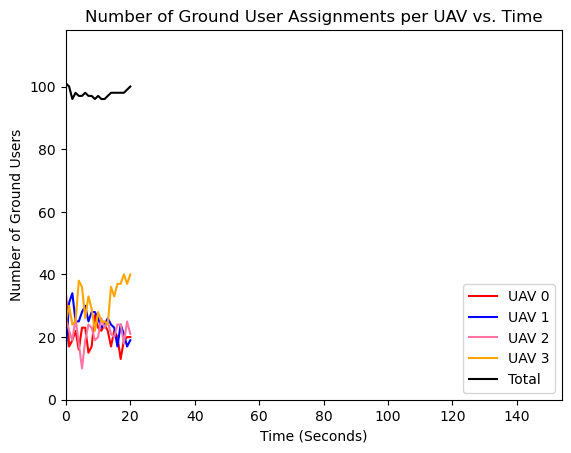 Number of Ground User Assignments per UAV vs. Time
Number of Ground Users
100
80
60
40
20
0
0 20 40 60 80 100 120 140
Time (Seconds)
UAV 0
UAV 1
UAV 2
UAV 3
Total